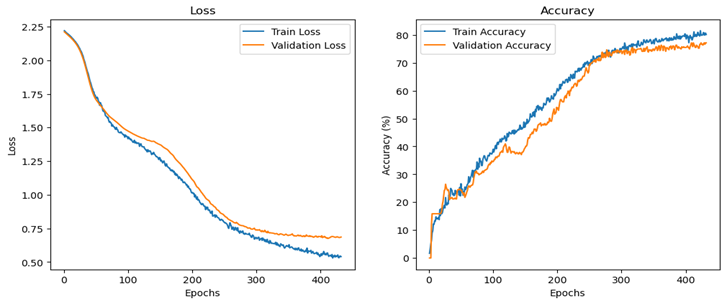 Loss
Train Loss
Validation Loss
2.25
2.00
1.75
1.50
1.25
1.00
0.75
0.50
Loss
0
100
200
300
400
Epochs
Accuracy
Train Accuracy
Validation Accuracy
80
70
60
50
40
30
20
10
0
Accuracy (%)
0
100
200
300
400
Epochs